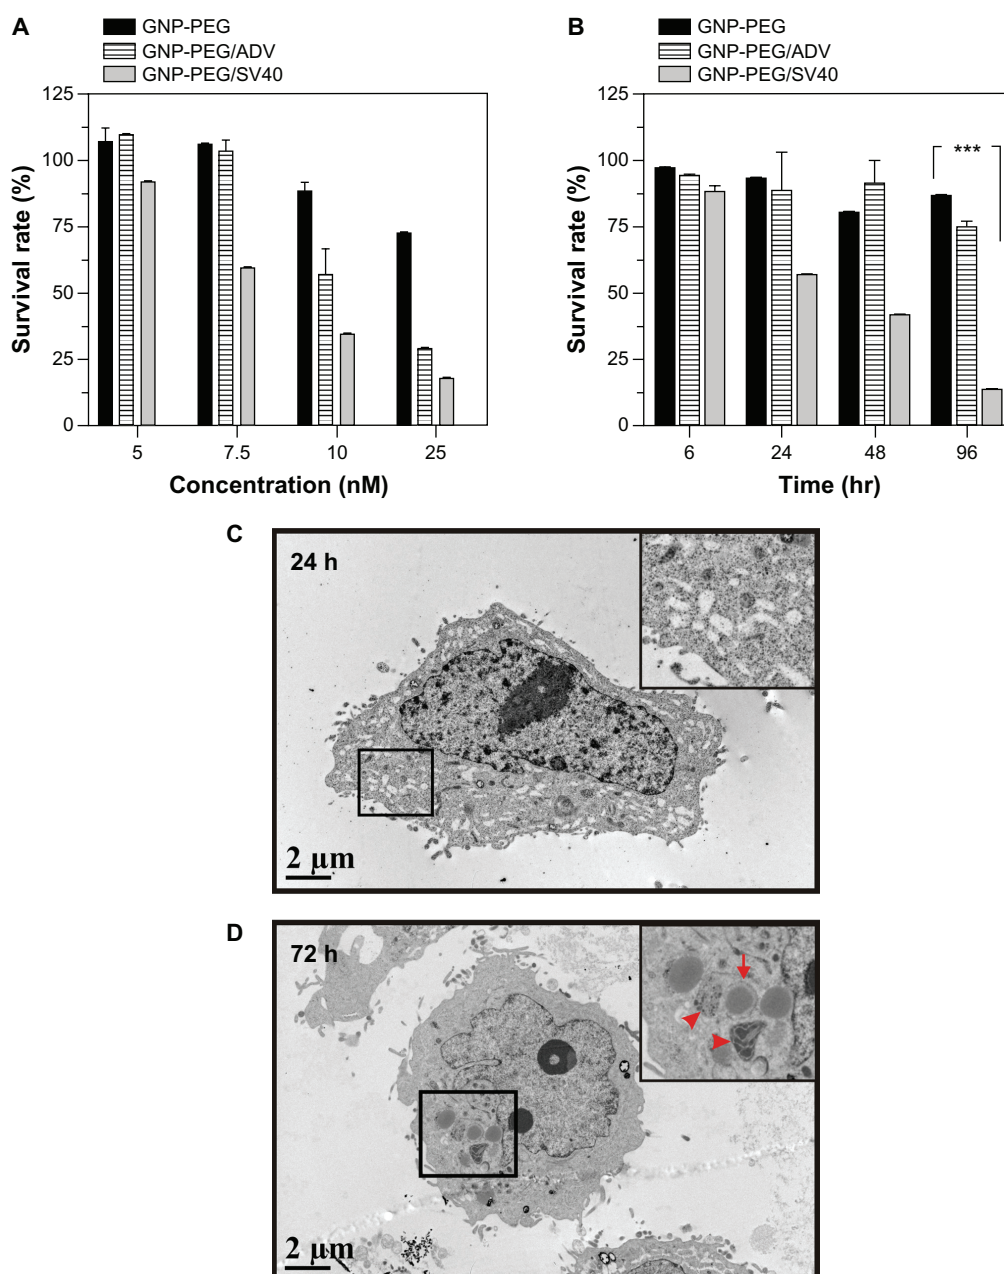 A
GNP-PEG
GNP-PEG/ADV
GNP-PEG/SV40
125
100
75
50
25
0
Survival rate (%)
5 7.5 10 25
Concentration (nM)
B
GNP-PEG
GNP-PEG/ADV
GNP-PEG/SV40
125
100
75
50
25
0
Survival rate (%)
***
6 24 48 96
Time (hr)
C
24 h
2 µm
D
72 h
2 µm